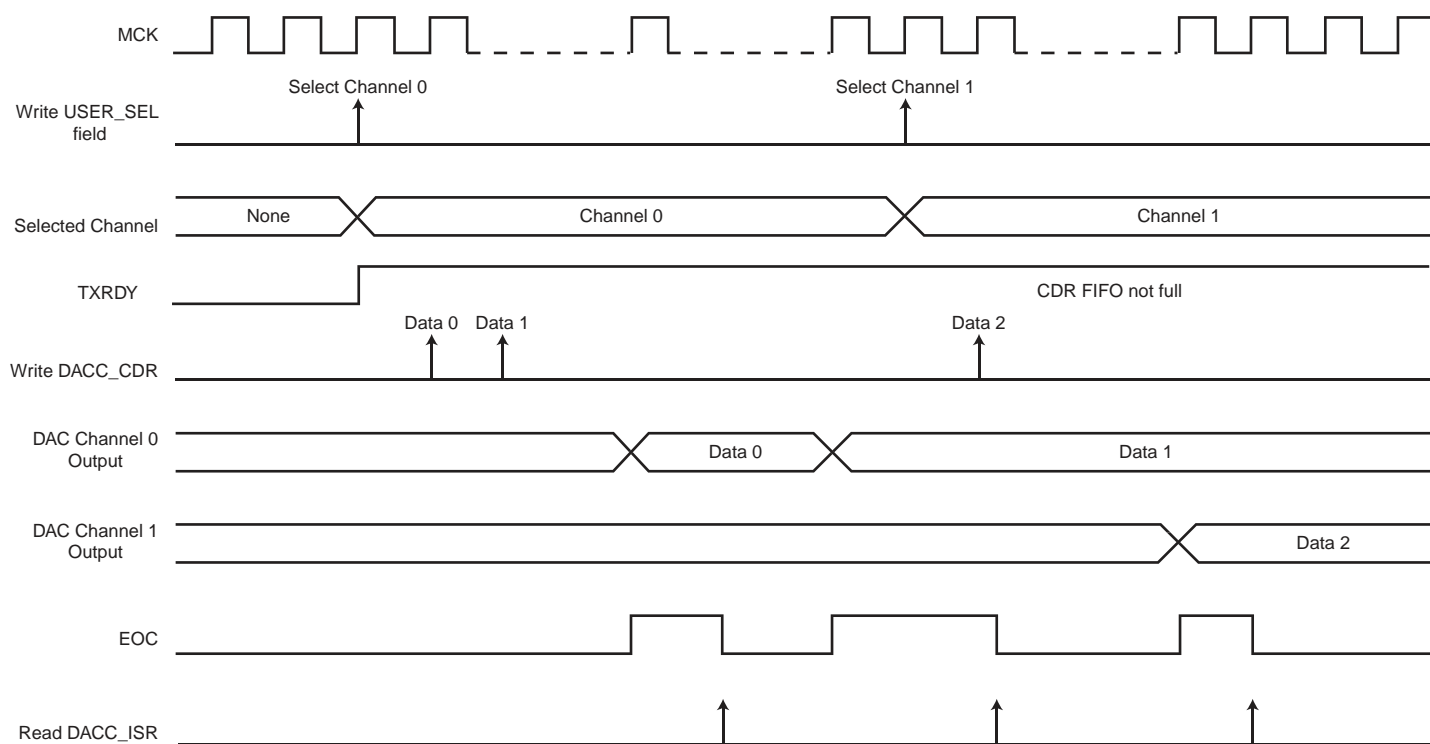 MCK
Select Channel 0
Select Channel 1
Write USER_SEL
field
Selected Channel
None
Channel 0
Channel 1
TXRDY
CDR FIFO not full
Data 0
Data 1
Data 2
Write DACC_CDR
DAC Channel 0
Output
Data 0
Data 1
DAC Channel 1
Output
Data 2
EOC
Read DACC_ISR